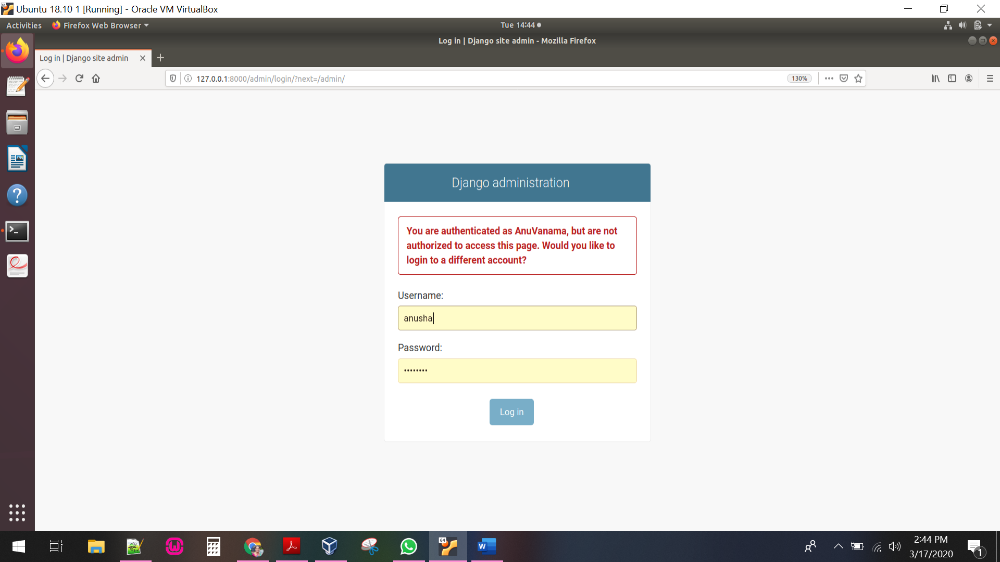 Ubuntu 18.10 1 [Running] - Oracle VM VirtualBox
Activities Firefox Web Browser Tue 14:44
Log in | Django site admin - Mozilla Firefox
Log in | Django site admin
127.0.0.1:8000/admin/login/?next=/admin/ 130%
Django administration
You are authenticated as AnuVanama, but are not
authorized to access this page. Would you like to
login to a different account?
Username:
anusha
Password:
Log in
64
W
2:44 PM
3/17/2020
1